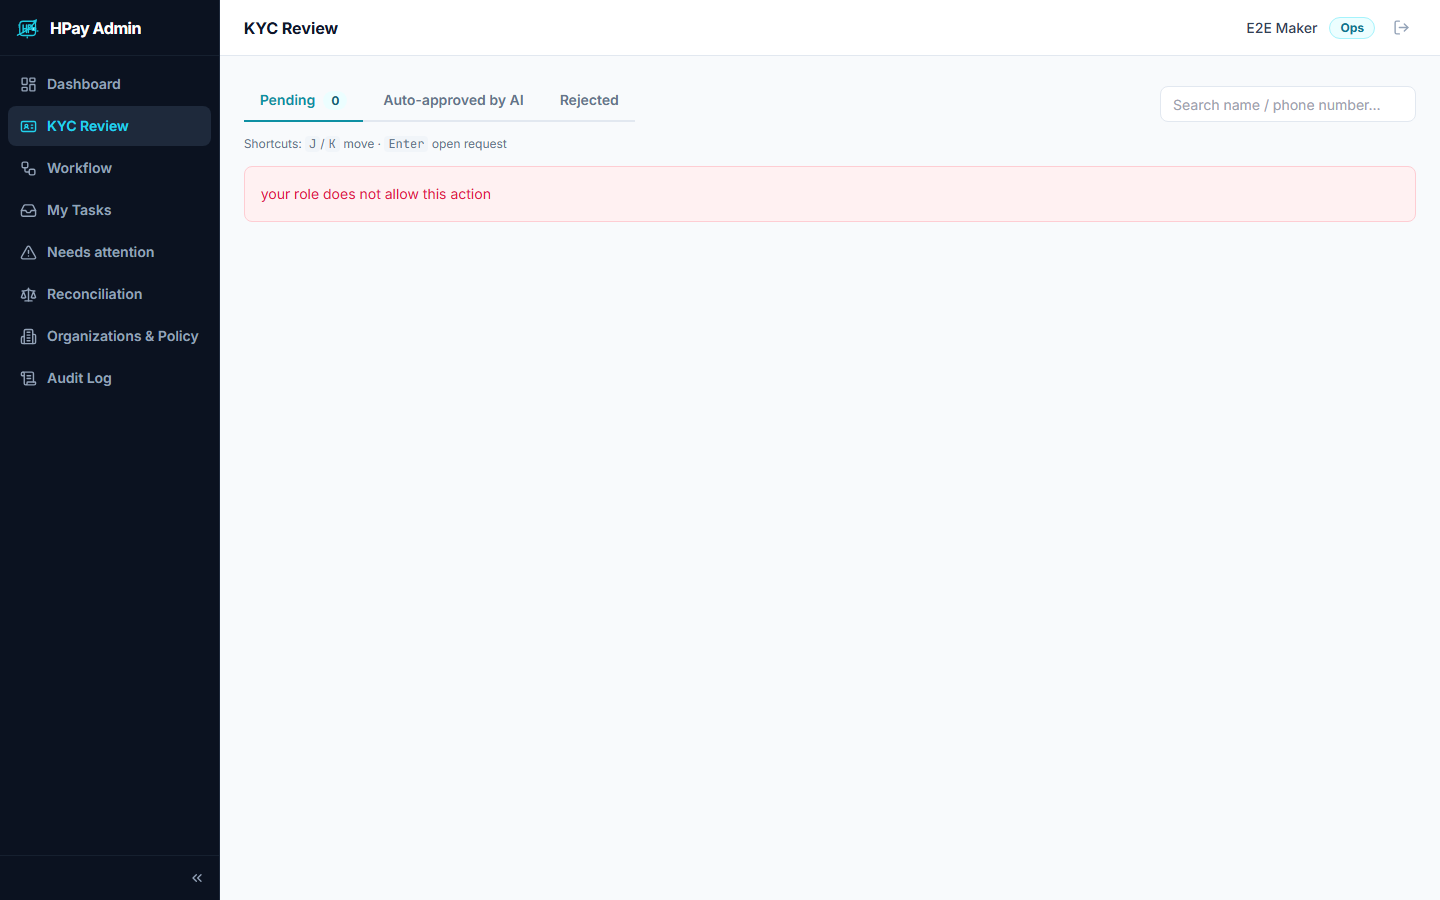 HPay Admin
KYC Review
E2E Maker
Ops
Dashboard
KYC Review
Workflow
My Tasks
Needs attention
Reconciliation
Organizations & Policy
Audit Log
Pending 0
Auto-approved by AI
Rejected
Search name / phone number...
Shortcuts: J / K move · Enter open request
your role does not allow this action